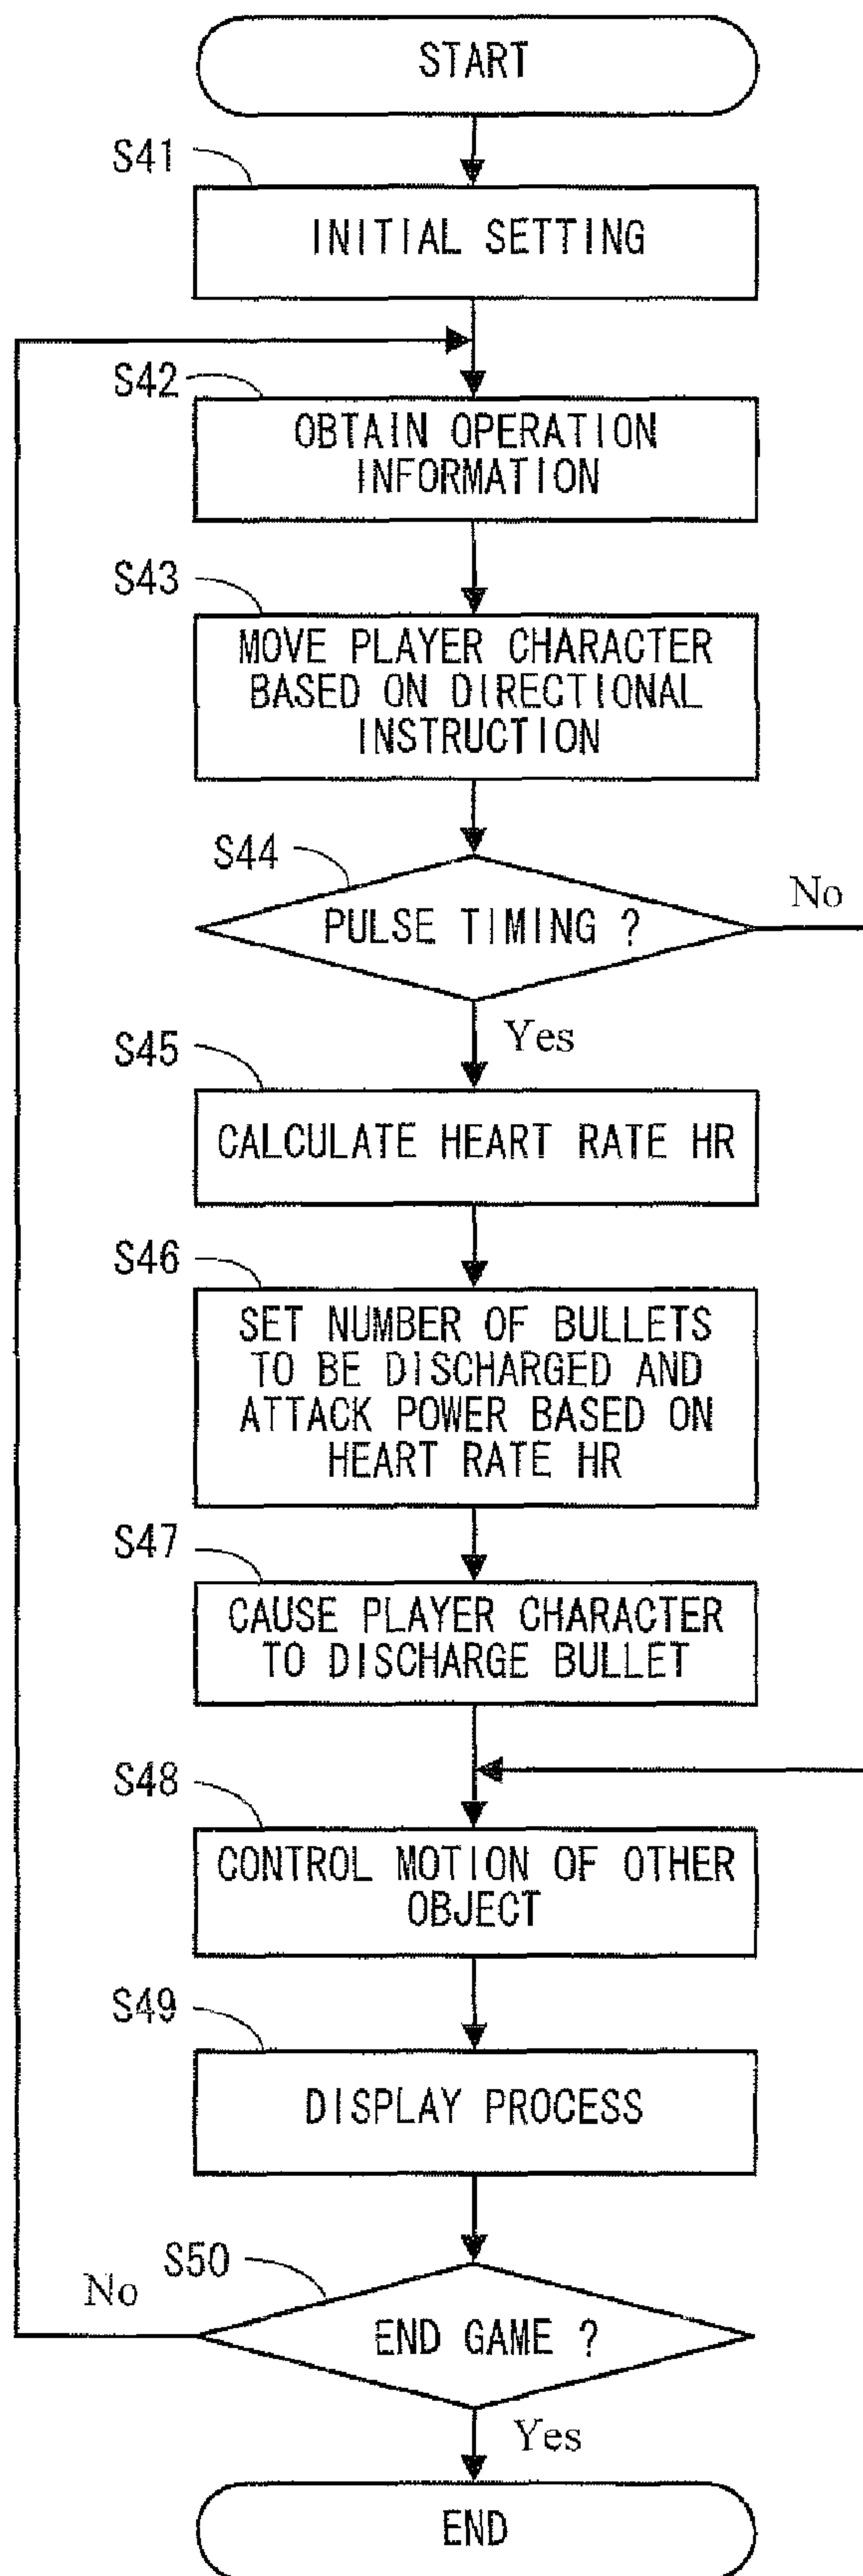 START
S41
INITIAL SETTING
S42
OBTAIN OPERATION
INFORMATION
S43
MOVE PLAYER CHARACTER
BASED ON DIRECTIONAL
INSTRUCTION
S44
No
PULSE TIMING ?
Yes
S45
CALCULATE HEART RATE HR
S46
SET NUMBER OF BULLETS
TO BE DISCHARGED AND
ATTACK POWER BASED ON
HEART RATE HR
S47
CAUSE PLAYER CHARACTER
TO DISCHARGE BULLET
S48
CONTROL MOTION OF OTHER
OBJECT
S49
DISPLAY PROCESS
S50
No
END GAME ?
Yes
END